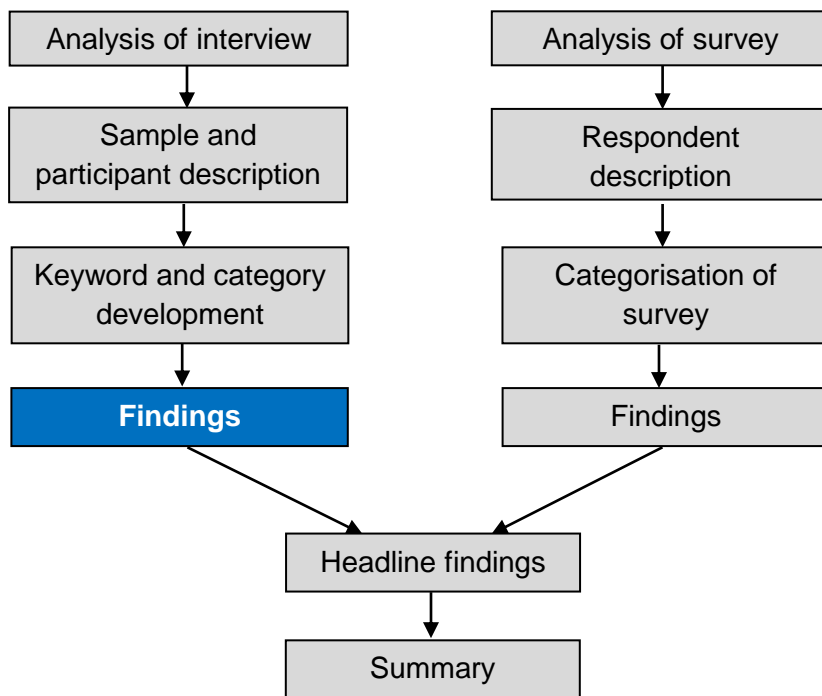 Analysis of interview
Analysis of survey
Sample and
participant description
Respondent
description
Keyword and category
development
Categorisation of
survey
Findings
Findings
Headline findings
Summary